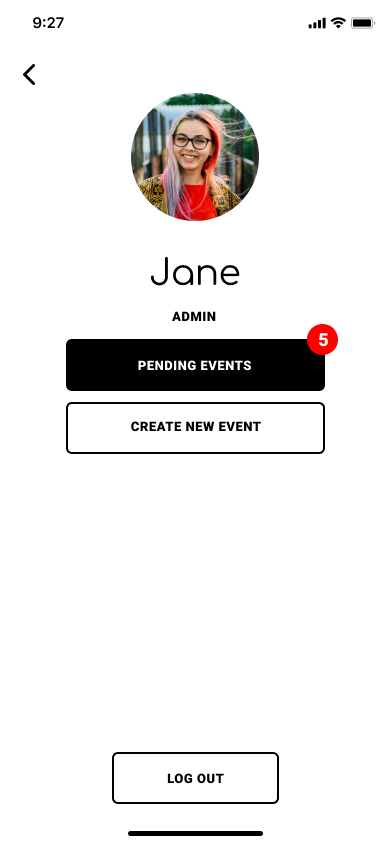 9:27
Jane
ADMIN
5
PENDING EVENTS
CREATE NEW EVENT
LOG OUT